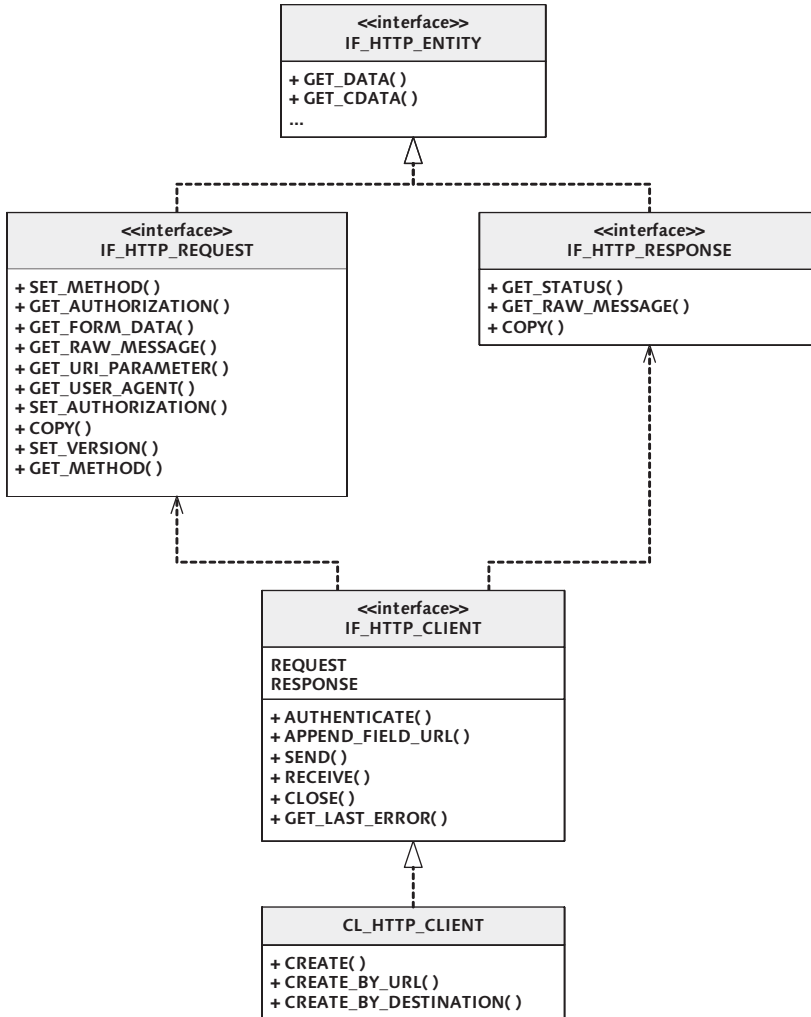 <<interface>>
IF_HTTP_ENTITY
+ GET_DATA( )
+ GET_CDATA( )
...
<<interface>>
IF_HTTP_REQUEST
+ SET_METHOD( )
+ GET_AUTHORIZATION( )
+ GET_FORM_DATA( )
+ GET_RAW_MESSAGE( )
+ GET_URI_PARAMETER( )
+ GET_USER_AGENT( )
+ SET_AUTHORIZATION( )
+ COPY( )
+ SET_VERSION( )
+ GET_METHOD( )
<<interface>>
IF_HTTP_RESPONSE
+ GET_STATUS( )
+ GET_RAW_MESSAGE( )
+ COPY( )
<<interface>>
IF_HTTP_CLIENT
REQUEST
RESPONSE
+ AUTHENTICATE( )
+ APPEND_FIELD_URL( )
+ SEND( )
+ RECEIVE( )
+ CLOSE( )
+ GET_LAST_ERROR( )
CL_HTTP_CLIENT
+ CREATE( )
+ CREATE_BY_URL( )
+ CREATE_BY_DESTINATION( )